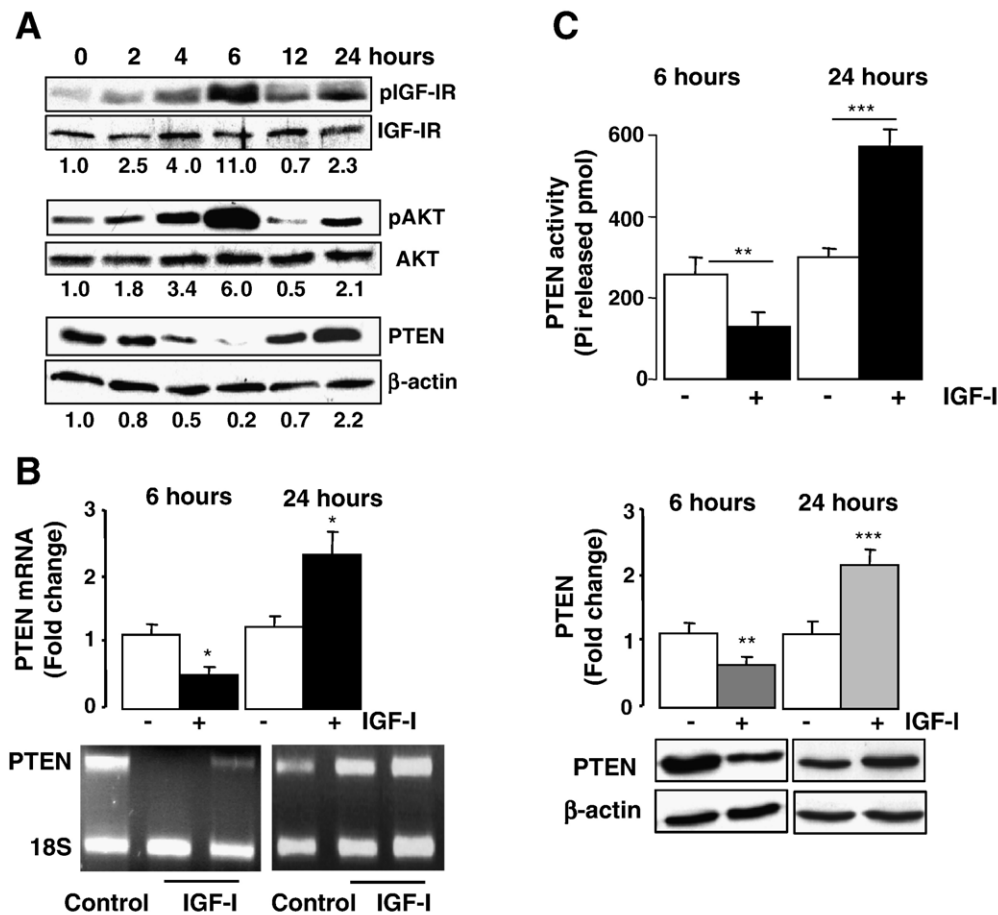 A
0 2 4 6 12 24 hours
pIGF-IR
IGF-IR
1.0 2.5 4 .0 11.0 0.7 2.3
pAKT
AKT
1.0 1.8 3.4 6.0 0.5 2.1
PTEN
β-actin
1.0 0.8 0.5 0.2 0.7 2.2
C
6 hours 24 hours
PTEN activity
(Pi released pmol)
600
400
200
0
** ***
- + - + IGF-I
B
6 hours 24 hours
PTEN mRNA
(Fold change)
3
2
1
0
* *
- + - + IGF-I
PTEN
18S
Control IGF-I Control IGF-I
6 hours 24 hours
PTEN
(Fold change)
3
2
1
0
** ***
- + - + IGF-I
PTEN
β-actin